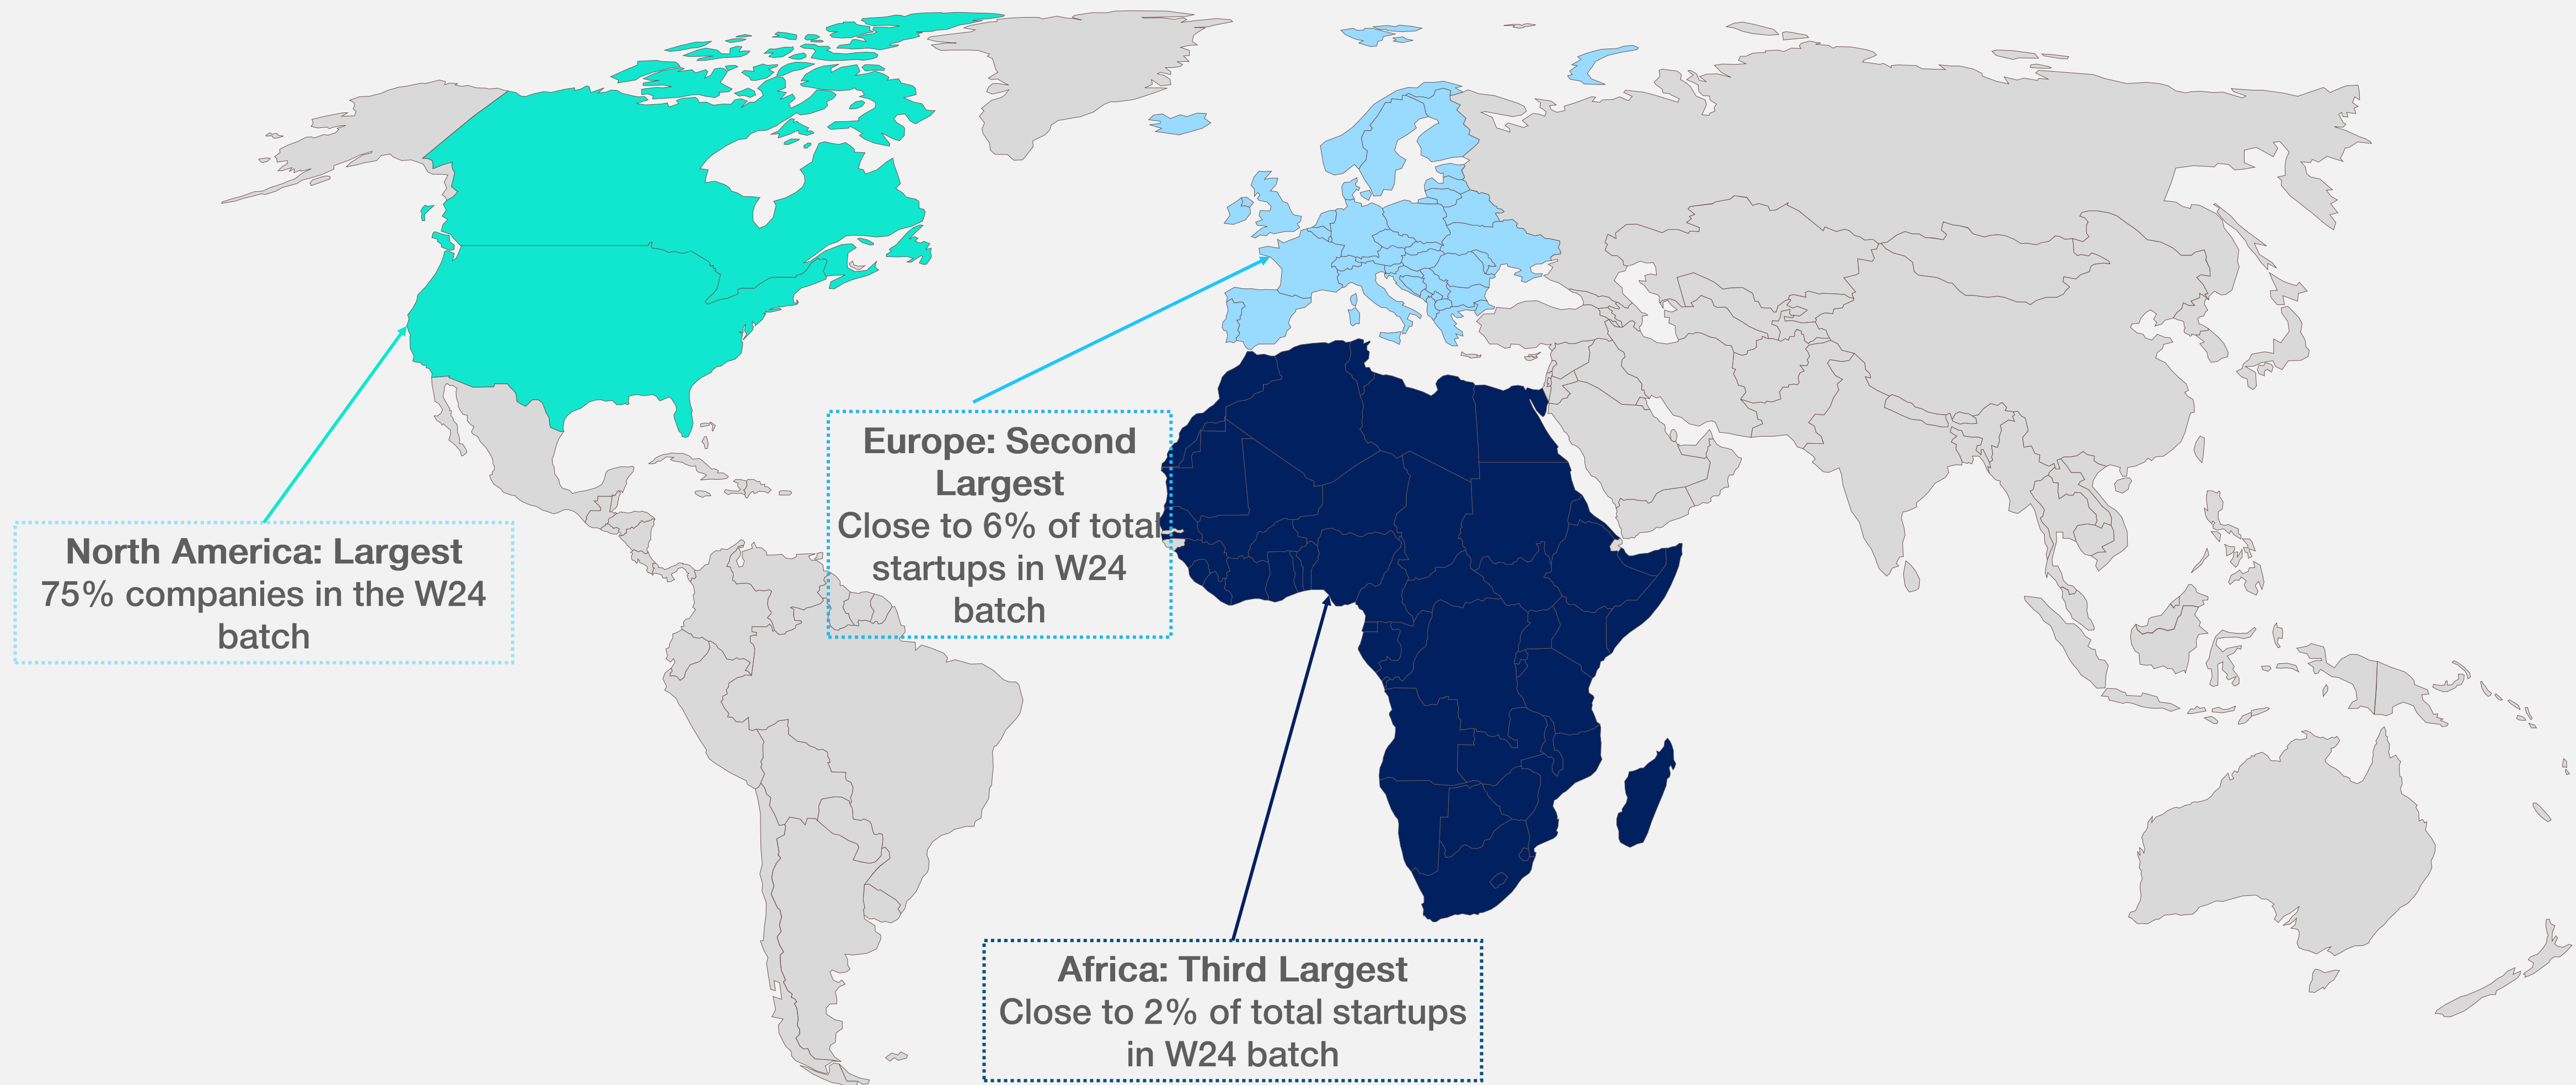 Europe: Second
Largest
Close to 6% of total
startups in W24
batch
North America: Largest
75% companies in the W24
batch
Africa: Third Largest
Close to 2% of total startups
in W24 batch